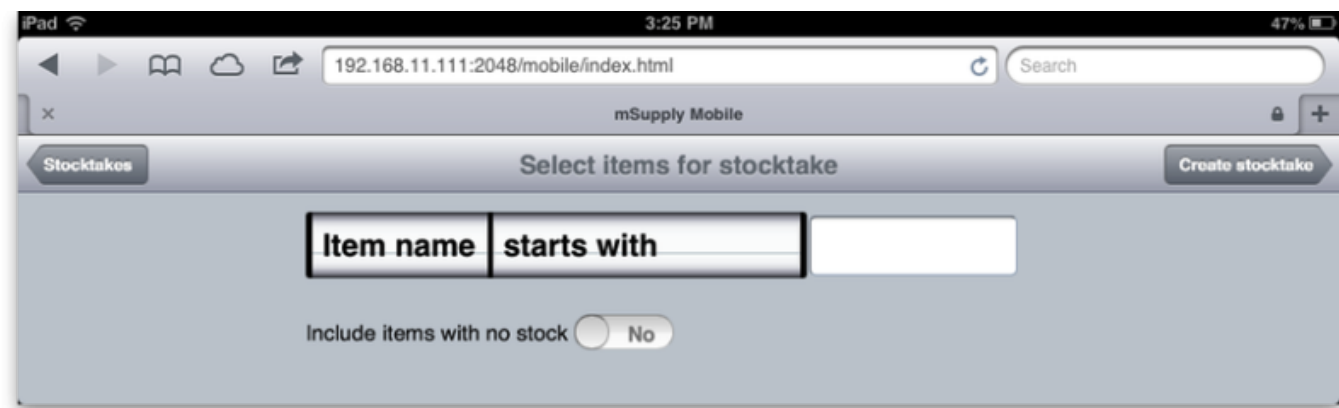 iPad 3:25 PM 47%
192.168.11.111:2048/mobile/index.html Search
mSupply Mobile
Stocktakes Select items for stocktake Create stocktake
Item name starts with
Include items with no stock No